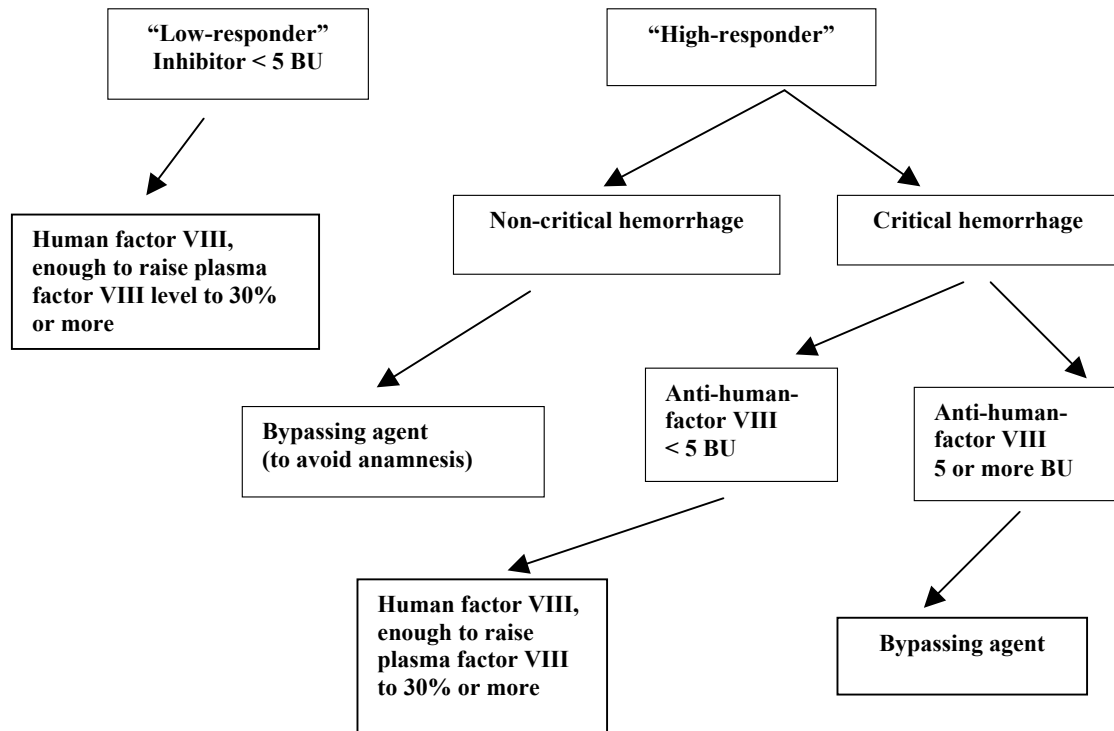 “Low-responder”
Inhibitor < 5 BU
“High-responder”
Non-critical hemorrhage
Critical hemorrhage
Human factor VIII,
enough to raise plasma
factor VIII level to 30%
or more
Bypassing agent
(to avoid anamnesis)
Anti-human-
factor VIII
< 5 BU
Anti-human-
factor VIII
5 or more BU
Human factor VIII,
enough to raise
plasma factor VIII
to 30% or more
Bypassing agent